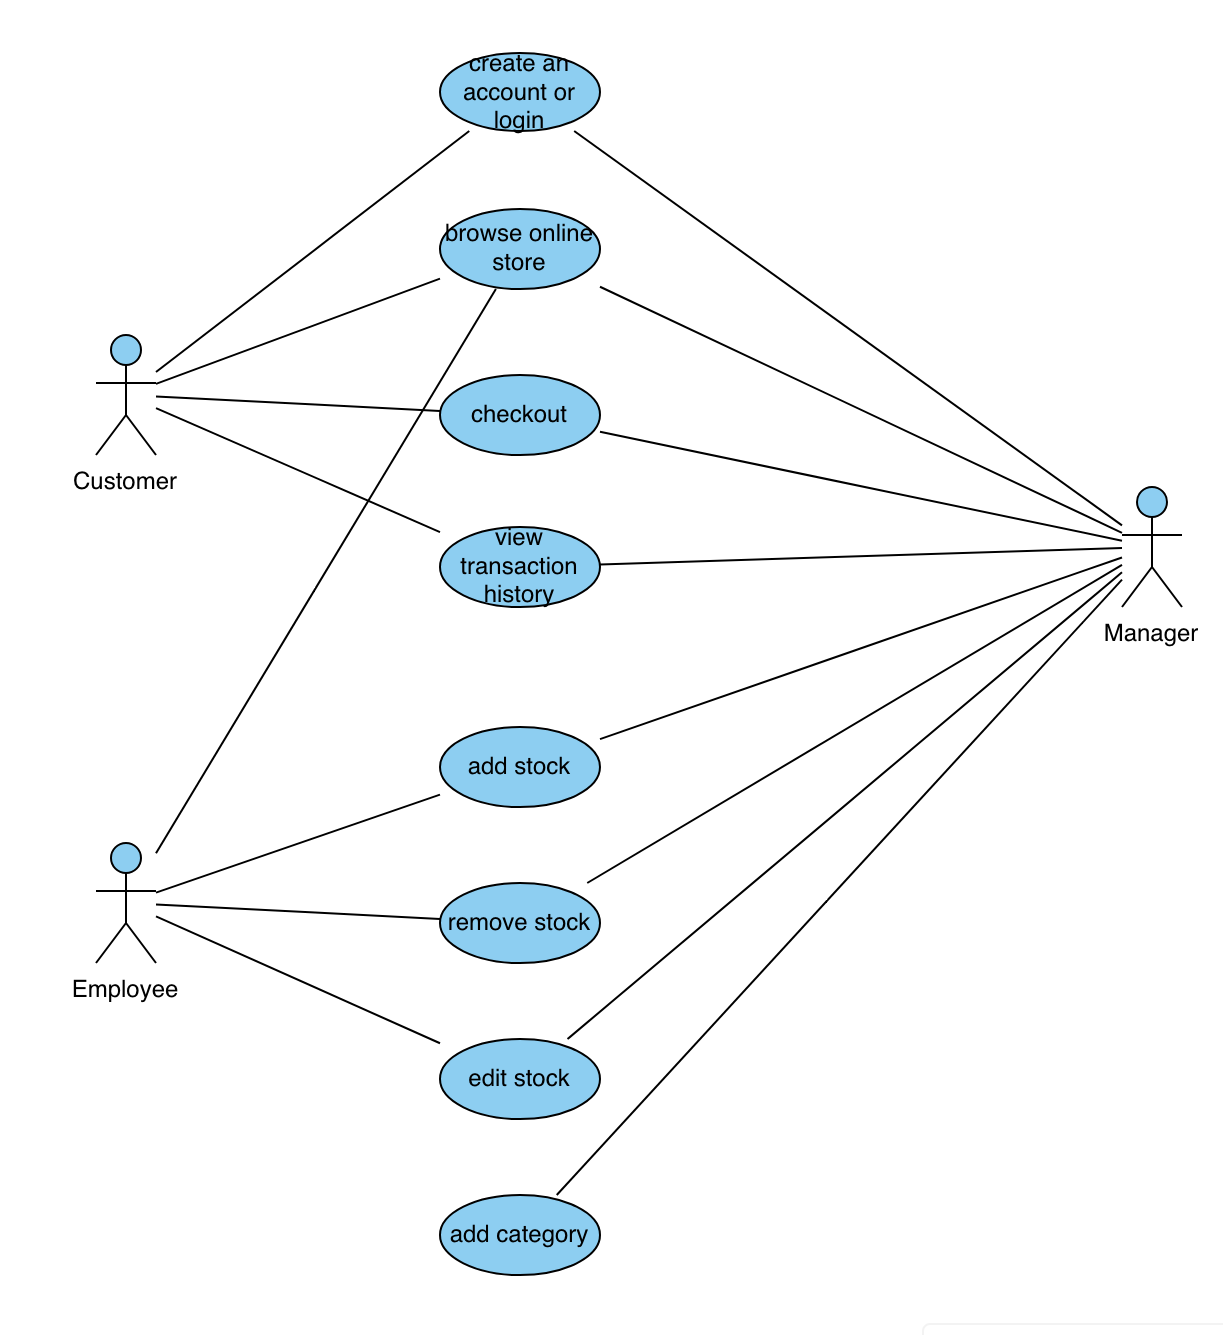 create an
account or
login
browse online
store
checkout
Customer
view
transaction
history
Manager
add stock
remove stock
Employee
edit stock
add category